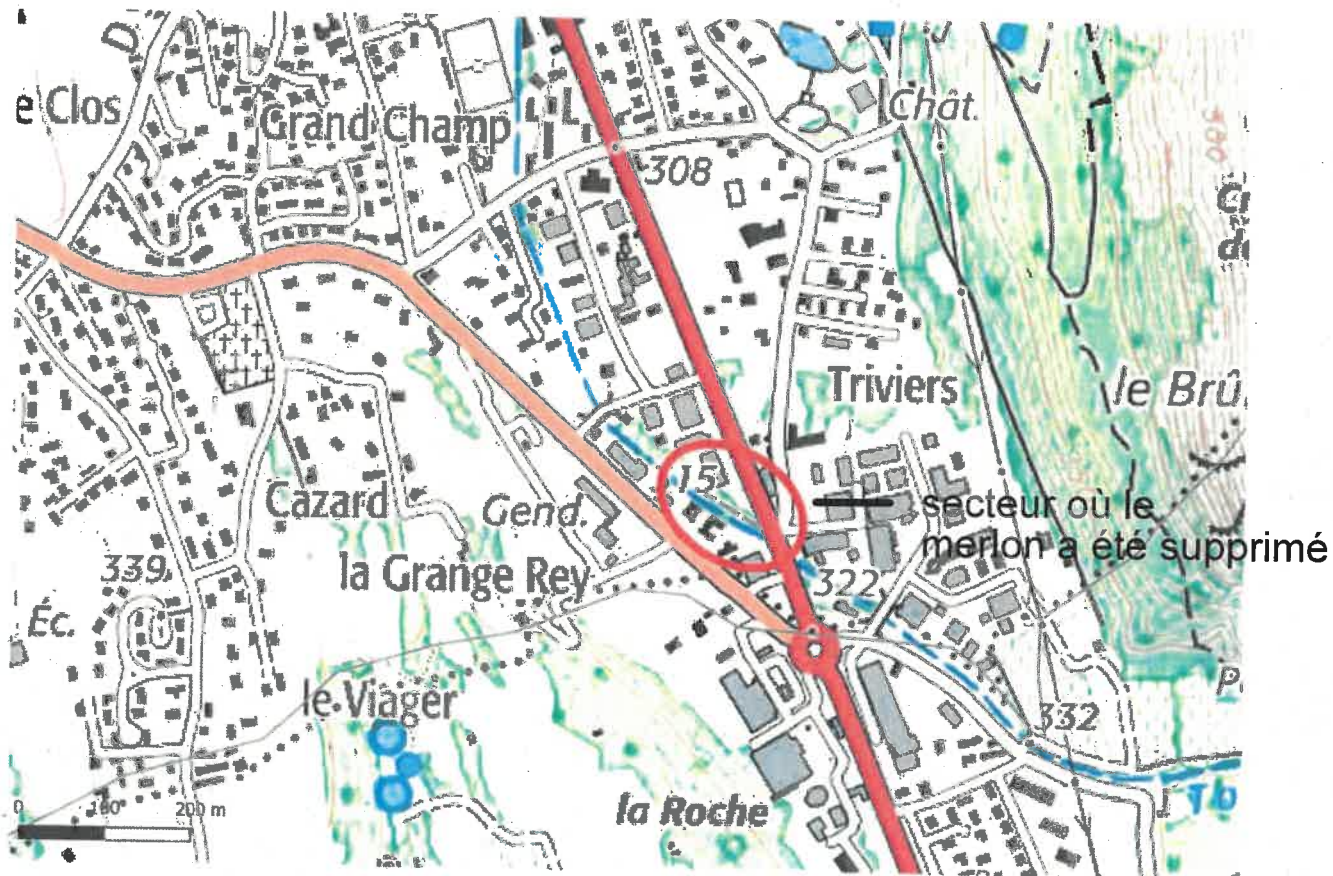 D
e Clos
Grand Champ
Chât.
308
380
Triviers
le Brû
15
Cazard
Gend.
secteur où le
merlon a été supprimé
339
la Grange Rey
322
Éc.
le Viager
332
la Roche
0 100 200 m